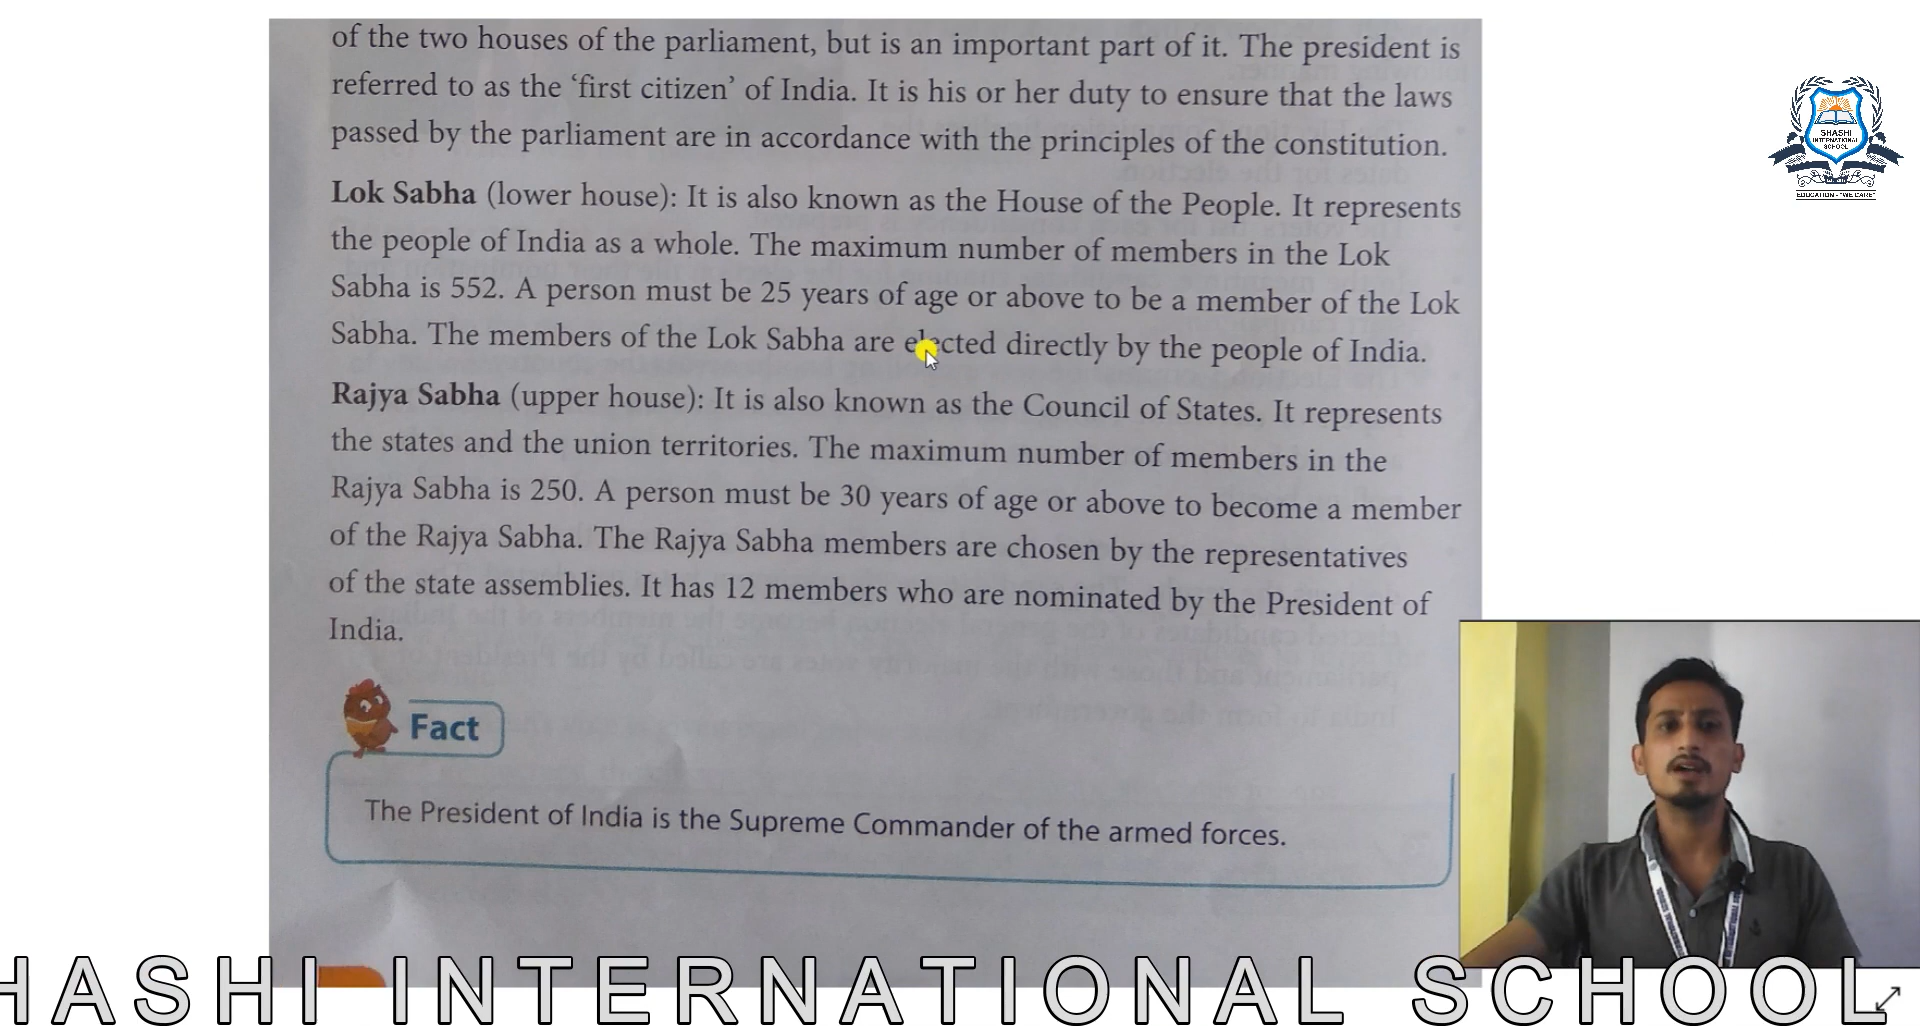 of the two houses of the parliament, but is an important part of it. The president is
referred to as the ‘first citizen’ of India. It is his or her duty to ensure that the laws
passed by the parliament are in accordance with the principles of the constitution.
Lok Sabha (lower house): It is also known as the House of the People. It represents
the people of India as a whole. The maximum number of members in the Lok
Sabha is 552. A person must be 25 years of age or above to be a member of the Lok
Sabha. The members of the Lok Sabha are elected directly by the people of India.
Rajya Sabha (upper house): It is also known as the Council of States. It represents
the states and the union territories. The maximum number of members in the
Rajya Sabha is 250. A person must be 30 years of age or above to become a member
of the Rajya Sabha. The Rajya Sabha members are chosen by the representatives
of the state assemblies. It has 12 members who are nominated by the President of
India.
Fact
The President of India is the Supreme Commander of the armed forces.
SHASHI
INTERNATIONAL
SCHOOL
EDUCATION - "WE CARE"
HASHI INTERNATIONAL SCHOOL